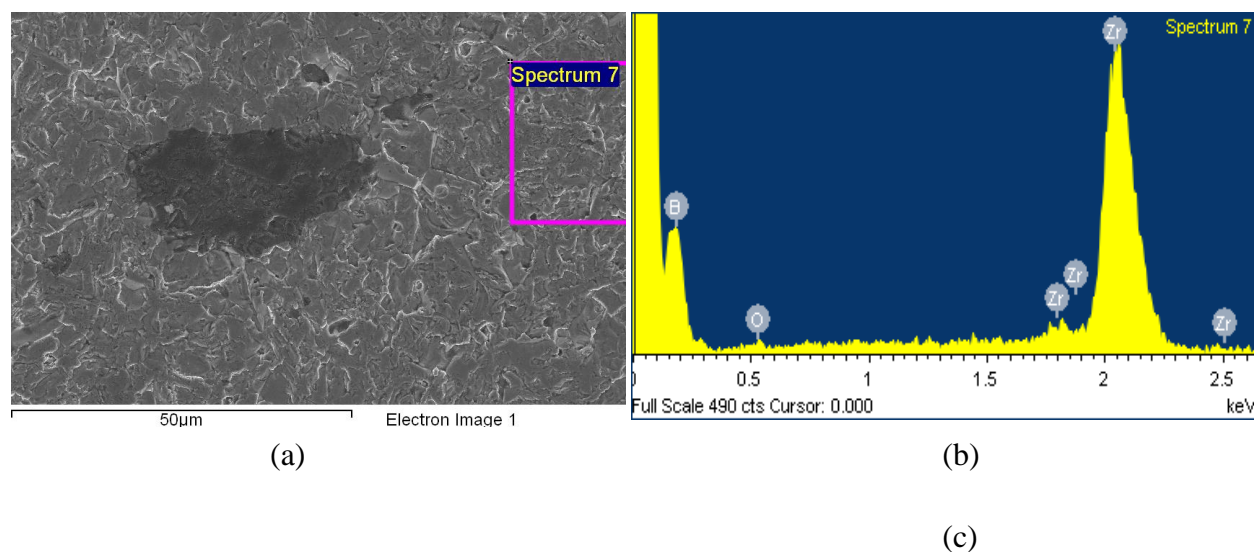 Spectrum 7
50µm
Electron Image 1
(a)
Spectrum 7
Zr
B
Zr
Zr
O
Zr
0.5
1
1.5
2
2.5
Full Scale 490 cts Cursor: 0.000
keV
(b)
(c)